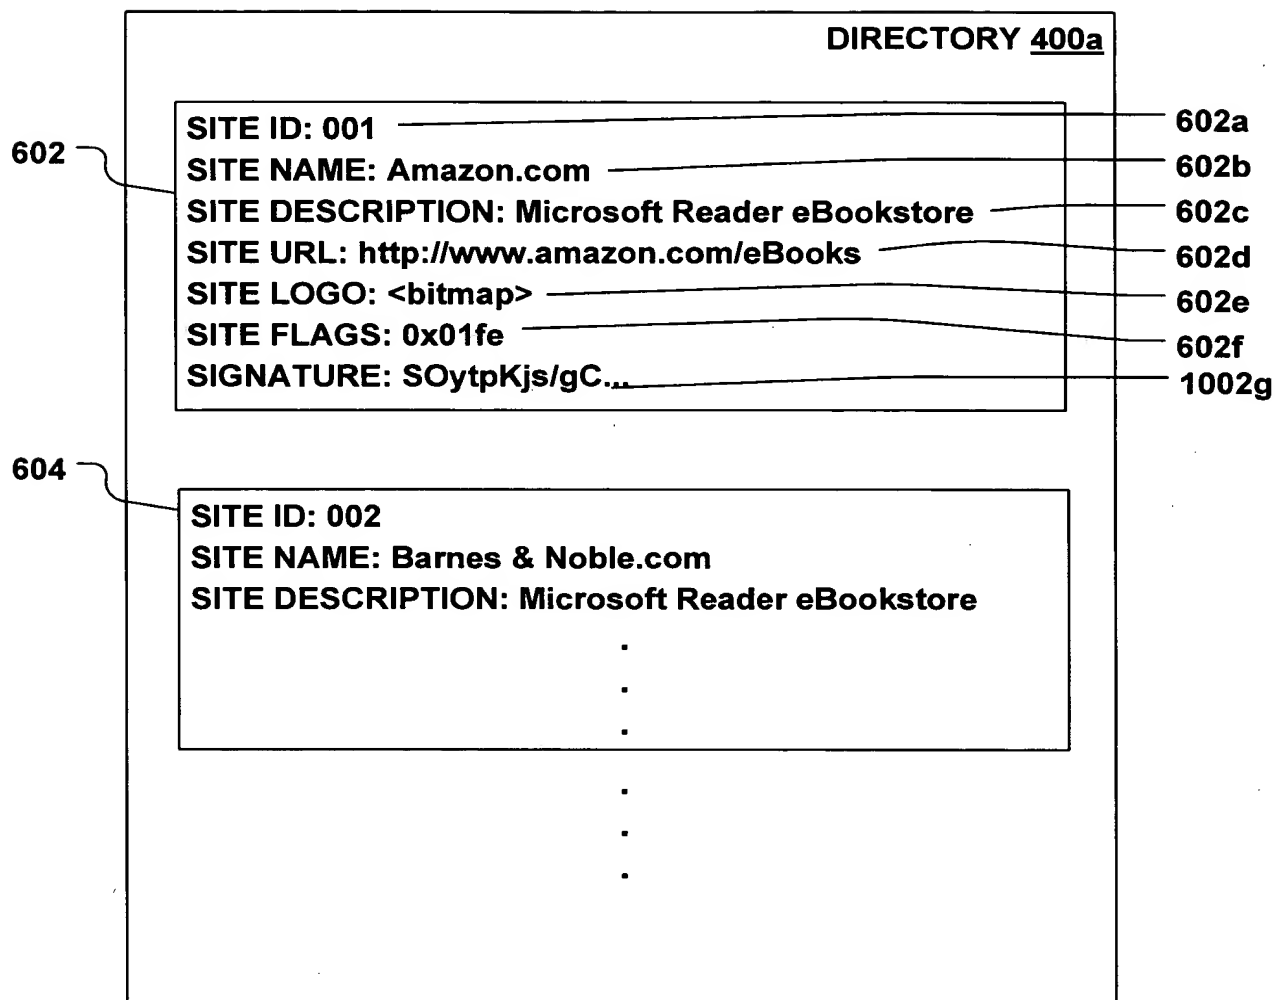 DIRECTORY 400a
602
SITE ID: 001 602a
SITE NAME: Amazon.com 602b
SITE DESCRIPTION: Microsoft Reader eBookstore 602c
SITE URL: http://www.amazon.com/eBooks 602d
SITE LOGO: <bitmap> 602e
SITE FLAGS: 0x01fe 602f
SIGNATURE: SOytpKjs/gC... 1002g
604
SITE ID: 002
SITE NAME: Barnes & Noble.com
SITE DESCRIPTION: Microsoft Reader eBookstore
.
.
.
.
.
.